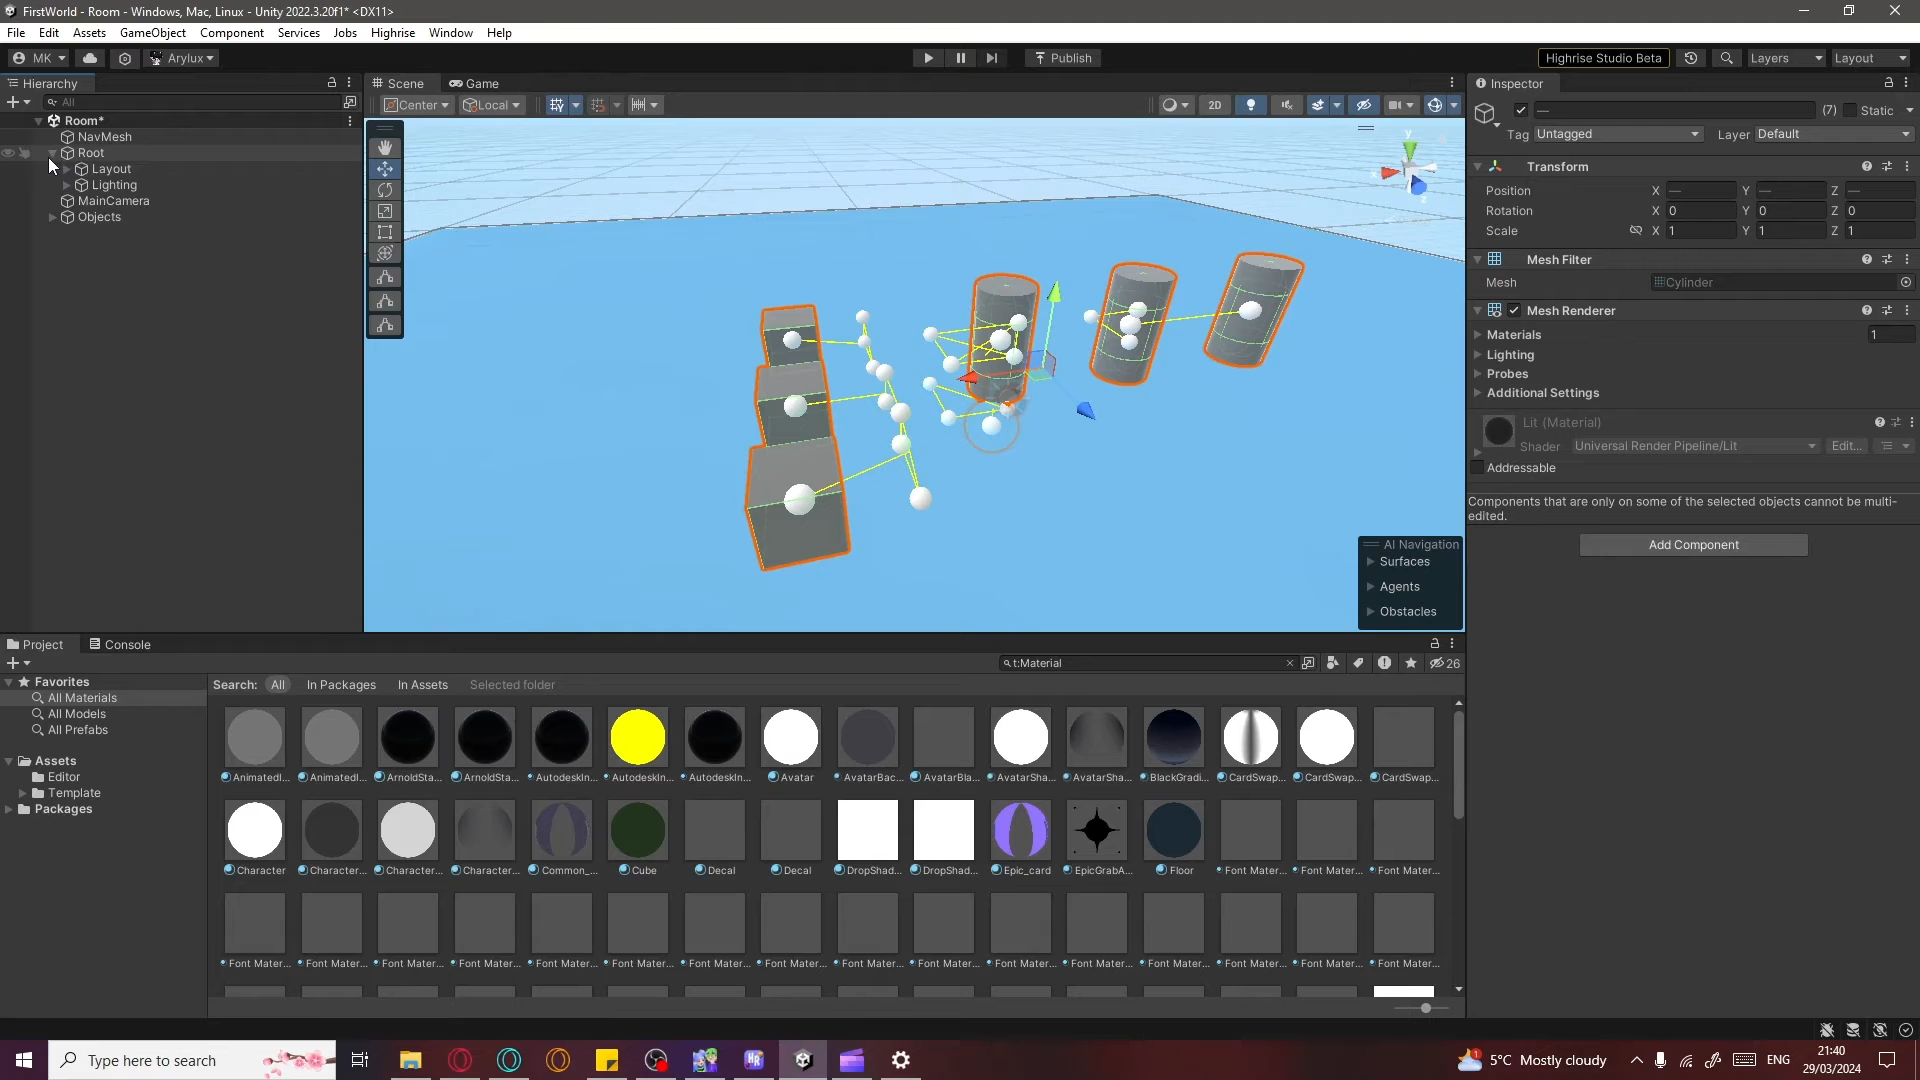 FirstWorld - Room - Windows, Mac, Linux - Unity 2022.3.20f1* <DX11>
File Edit Assets GameObject Component Services Jobs Highrise Window Help
MK Arylux Publish Highrise Studio Beta Layers Layout
Hierarchy
All
Room*
NavMesh
Root
Layout
Lighting
MainCamera
Objects
Scene Game
Center Local 2D
y
x
z
AI Navigation
Surfaces
Agents
Obstacles
Inspector
— (7) Static
Tag Untagged Layer Default
Transform
Position X — Y — Z —
Rotation X 0 Y 0 Z 0
Scale X 1 Y 1 Z 1
Mesh Filter
Mesh Cylinder
Mesh Renderer
Materials 1
Lighting
Probes
Additional Settings
Lit (Material)
Shader Universal Render Pipeline/Lit Edit...
Addressable
Components that are only on some of the selected objects cannot be multi-
edited.
Add Component
Project Console
t:Material 26
Favorites
All Materials
All Models
All Prefabs
Assets
Editor
Template
Packages
Search: All In Packages In Assets Selected folder
AnimatedI... AnimatedI... ArnoldSta... ArnoldSta... AutodeskIn... AutodeskIn... AutodeskIn... Avatar AvatarBac... AvatarBla... AvatarSha... AvatarSha... BlackGradi... CardSwap... CardSwap... CardSwap...
Character Character... Character... Character... Common_... Cube Decal Decal DropShad... DropShad... Epic_card EpicGrabA... Floor Font Mater... Font Mater... Font Mater...
Font Mater... Font Mater... Font Mater... Font Mater... Font Mater... Font Mater... Font Mater... Font Mater... Font Mater... Font Mater... Font Mater... Font Mater... Font Mater... Font Mater... Font Mater... Font Mater...
Type here to search
HR
5°C Mostly cloudy
ENG
21:40
29/03/2024